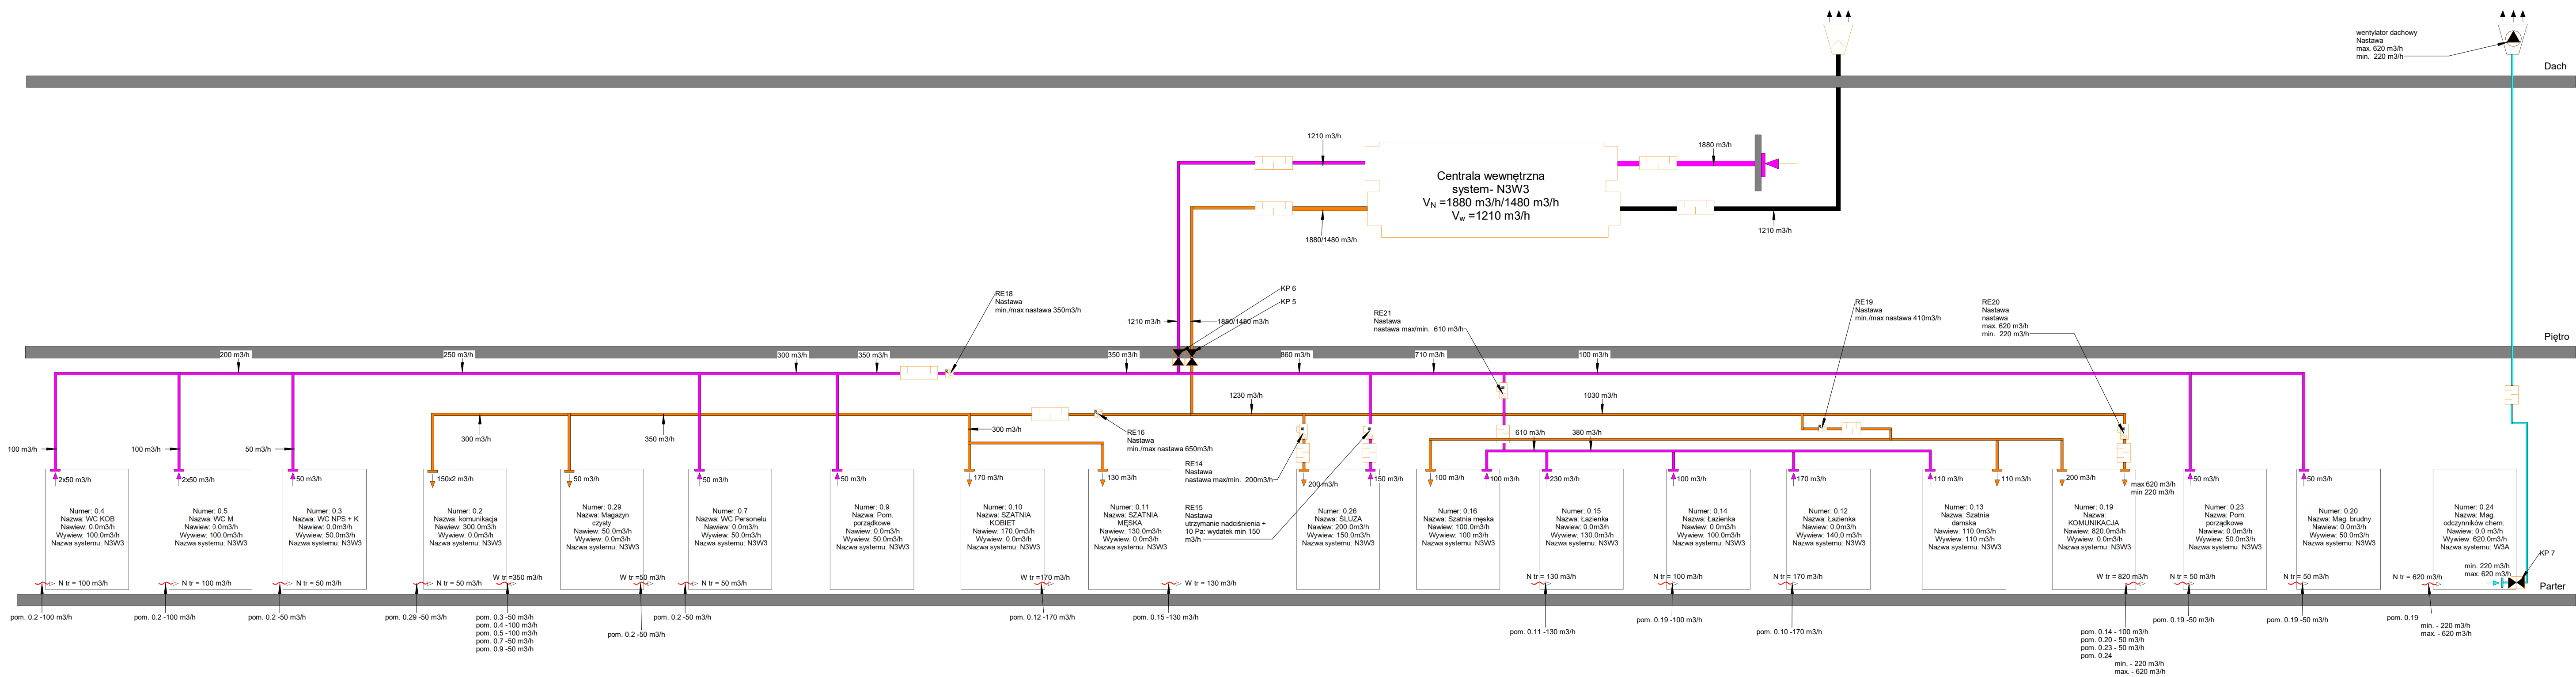 wentylator dachowy
Nastawa
max. 620 m3/h
min. 220 m3/h
Dach
1210 m3/h
1880 m3/h
Centrala wewnętrzna
system- N3W3
VN =1880 m3/h/1480 m3/h
Vw =1210 m3/h
1880/1480 m3/h
1210 m3/h
RE18
Nastawa
min./max nastawa 350m3/h
KP 6
KP 5
1210 m3/h
1880/1480 m3/h
RE21
Nastawa
nastawa max/min. 610 m3/h
RE19
Nastawa
min./max nastawa 410m3/h
RE20
Nastawa
nastawa
max. 620 m3/h
min. 220 m3/h
Piętro
200 m3/h
250 m3/h
300 m3/h
350 m3/h
350 m3/h
860 m3/h
710 m3/h
100 m3/h
1230 m3/h
1030 m3/h
300 m3/h
350 m3/h
300 m3/h
RE16
Nastawa
min./max nastawa 650m3/h
610 m3/h
380 m3/h
100 m3/h
100 m3/h
50 m3/h
RE14
Nastawa
nastawa max/min. 200m3/h
RE15
Nastawa
utrzymanie nadciśnienia +
10 Pa: wydatek min 150
m3/h
2x50 m3/h
Numer: 0.4
Nazwa: WC KOB
Nawiew: 0.0m3/h
Wywiew: 100.0m3/h
Nazwa systemu: N3W3
N tr = 100 m3/h
2x50 m3/h
Numer: 0.5
Nazwa: WC M
Nawiew: 0.0m3/h
Wywiew: 100.0m3/h
Nazwa systemu: N3W3
N tr = 100 m3/h
50 m3/h
Numer: 0.3
Nazwa: WC NPS + K
Nawiew: 0.0m3/h
Wywiew: 50.0m3/h
Nazwa systemu: N3W3
N tr = 50 m3/h
150x2 m3/h
Numer: 0.2
Nazwa: komunikacja
Nawiew: 300.0m3/h
Wywiew: 0.0m3/h
Nazwa systemu: N3W3
N tr = 50 m3/h
W tr =350 m3/h
50 m3/h
Numer: 0.29
Nazwa: Magazyn
czysty
Nawiew: 50.0m3/h
Wywiew: 0.0m3/h
Nazwa systemu: N3W3
W tr =50 m3/h
50 m3/h
Numer: 0.7
Nazwa: WC Personelu
Nawiew: 0.0m3/h
Wywiew: 50.0m3/h
Nazwa systemu: N3W3
N tr = 50 m3/h
50 m3/h
Numer: 0.9
Nazwa: Pom.
porządkowe
Nawiew: 0.0m3/h
Wywiew: 50.0m3/h
Nazwa systemu: N3W3
170 m3/h
Numer: 0.10
Nazwa: SZATNIA
KOBIET
Nawiew: 170.0m3/h
Wywiew: 0.0m3/h
Nazwa systemu: N3W3
W tr =170 m3/h
130 m3/h
Numer: 0.11
Nazwa: SZATNIA
MĘSKA
Nawiew: 130.0m3/h
Wywiew: 0.0m3/h
Nazwa systemu: N3W3
W tr = 130 m3/h
200 m3/h
150 m3/h
Numer: 0.26
Nazwa: ŚLUZA
Nawiew: 200.0m3/h
Wywiew: 150.0m3/h
Nazwa systemu: N3W3
100 m3/h
100 m3/h
Numer: 0.16
Nazwa: Szatnia męska
Nawiew: 100.0m3/h
Wywiew: 100 m3/h
Nazwa systemu: N3W3
230 m3/h
Numer: 0.15
Nazwa: Łazienka
Nawiew: 0.0m3/h
Wywiew: 130.0m3/h
Nazwa systemu: N3W3
N tr = 130 m3/h
100 m3/h
Numer: 0.14
Nazwa: Łazienka
Nawiew: 0.0m3/h
Wywiew: 100.0m3/h
Nazwa systemu: N3W3
N tr = 100 m3/h
170 m3/h
Numer: 0.12
Nazwa: Łazienka
Nawiew: 0.0m3/h
Wywiew: 140,0 m3/h
Nazwa systemu: N3W3
N tr = 170 m3/h
110 m3/h
110 m3/h
Numer: 0.13
Nazwa: Szatnia
damska
Nawiew: 110.0m3/h
Wywiew: 110 m3/h
Nazwa systemu: N3W3
200 m3/h
max 620 m3/h
min 220 m3/h
Numer: 0.19
Nazwa:
KOMUNIKACJA
Nawiew: 820.0m3/h
Wywiew: 0.0m3/h
Nazwa systemu: N3W3
W tr = 820 m3/h
50 m3/h
Numer: 0.23
Nazwa: Pom.
porządkowe
Nawiew: 0.0m3/h
Wywiew: 50.0m3/h
Nazwa systemu: N3W3
N tr = 50 m3/h
50 m3/h
Numer: 0.20
Nazwa: Mag. brudny
Nawiew: 0.0m3/h
Wywiew: 50.0m3/h
Nazwa systemu: N3W3
N tr = 50 m3/h
Numer: 0.24
Nazwa: Mag.
odczynników chem.
Nawiew: 0.0 m3/h
Wywiew: 620.0m3/h
Nazwa systemu: W3A
N tr = 620 m3/h
min. 220 m3/h
max. 620 m3/h
KP 7
Parter
pom. 0.2 -100 m3/h
pom. 0.2 -100 m3/h
pom. 0.2 -50 m3/h
pom. 0.29 -50 m3/h
pom. 0.3 -50 m3/h
pom. 0.4 -100 m3/h
pom. 0.5 -100 m3/h
pom. 0.7 -50 m3/h
pom. 0.9 -50 m3/h
pom. 0.2 -50 m3/h
pom. 0.2 -50 m3/h
pom. 0.12 -170 m3/h
pom. 0.15 -130 m3/h
pom. 0.11 -130 m3/h
pom. 0.19 -100 m3/h
pom. 0.10 -170 m3/h
pom. 0.14 - 100 m3/h
pom. 0.20 - 50 m3/h
pom. 0.23 - 50 m3/h
pom. 0.24
min. - 220 m3/h
max. - 620 m3/h
pom. 0.19 -50 m3/h
pom. 0.19 -50 m3/h
pom. 0.19
min. - 220 m3/h
max. - 620 m3/h